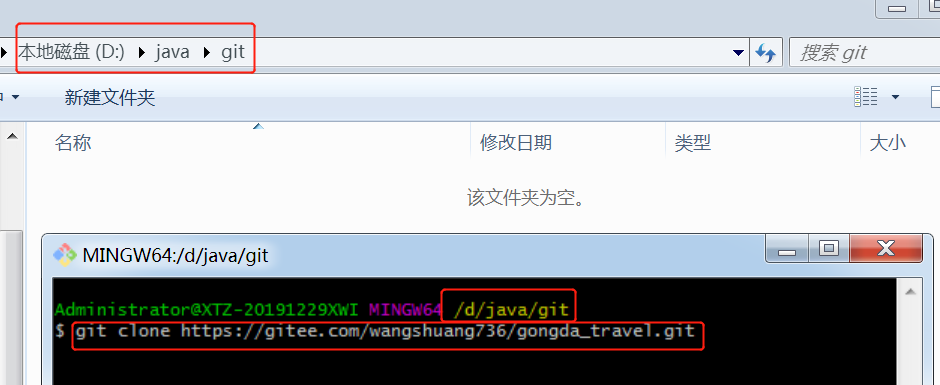 本地磁盘 (D:) java git
搜索 git
新建文件夹
名称 修改日期 类型 大小
该文件夹为空。
MINGW64:/d/java/git
Administrator@XTZ-20191229XWI MINGW64 /d/java/git
$ git clone https://gitee.com/wangshuang736/gongda_travel.git